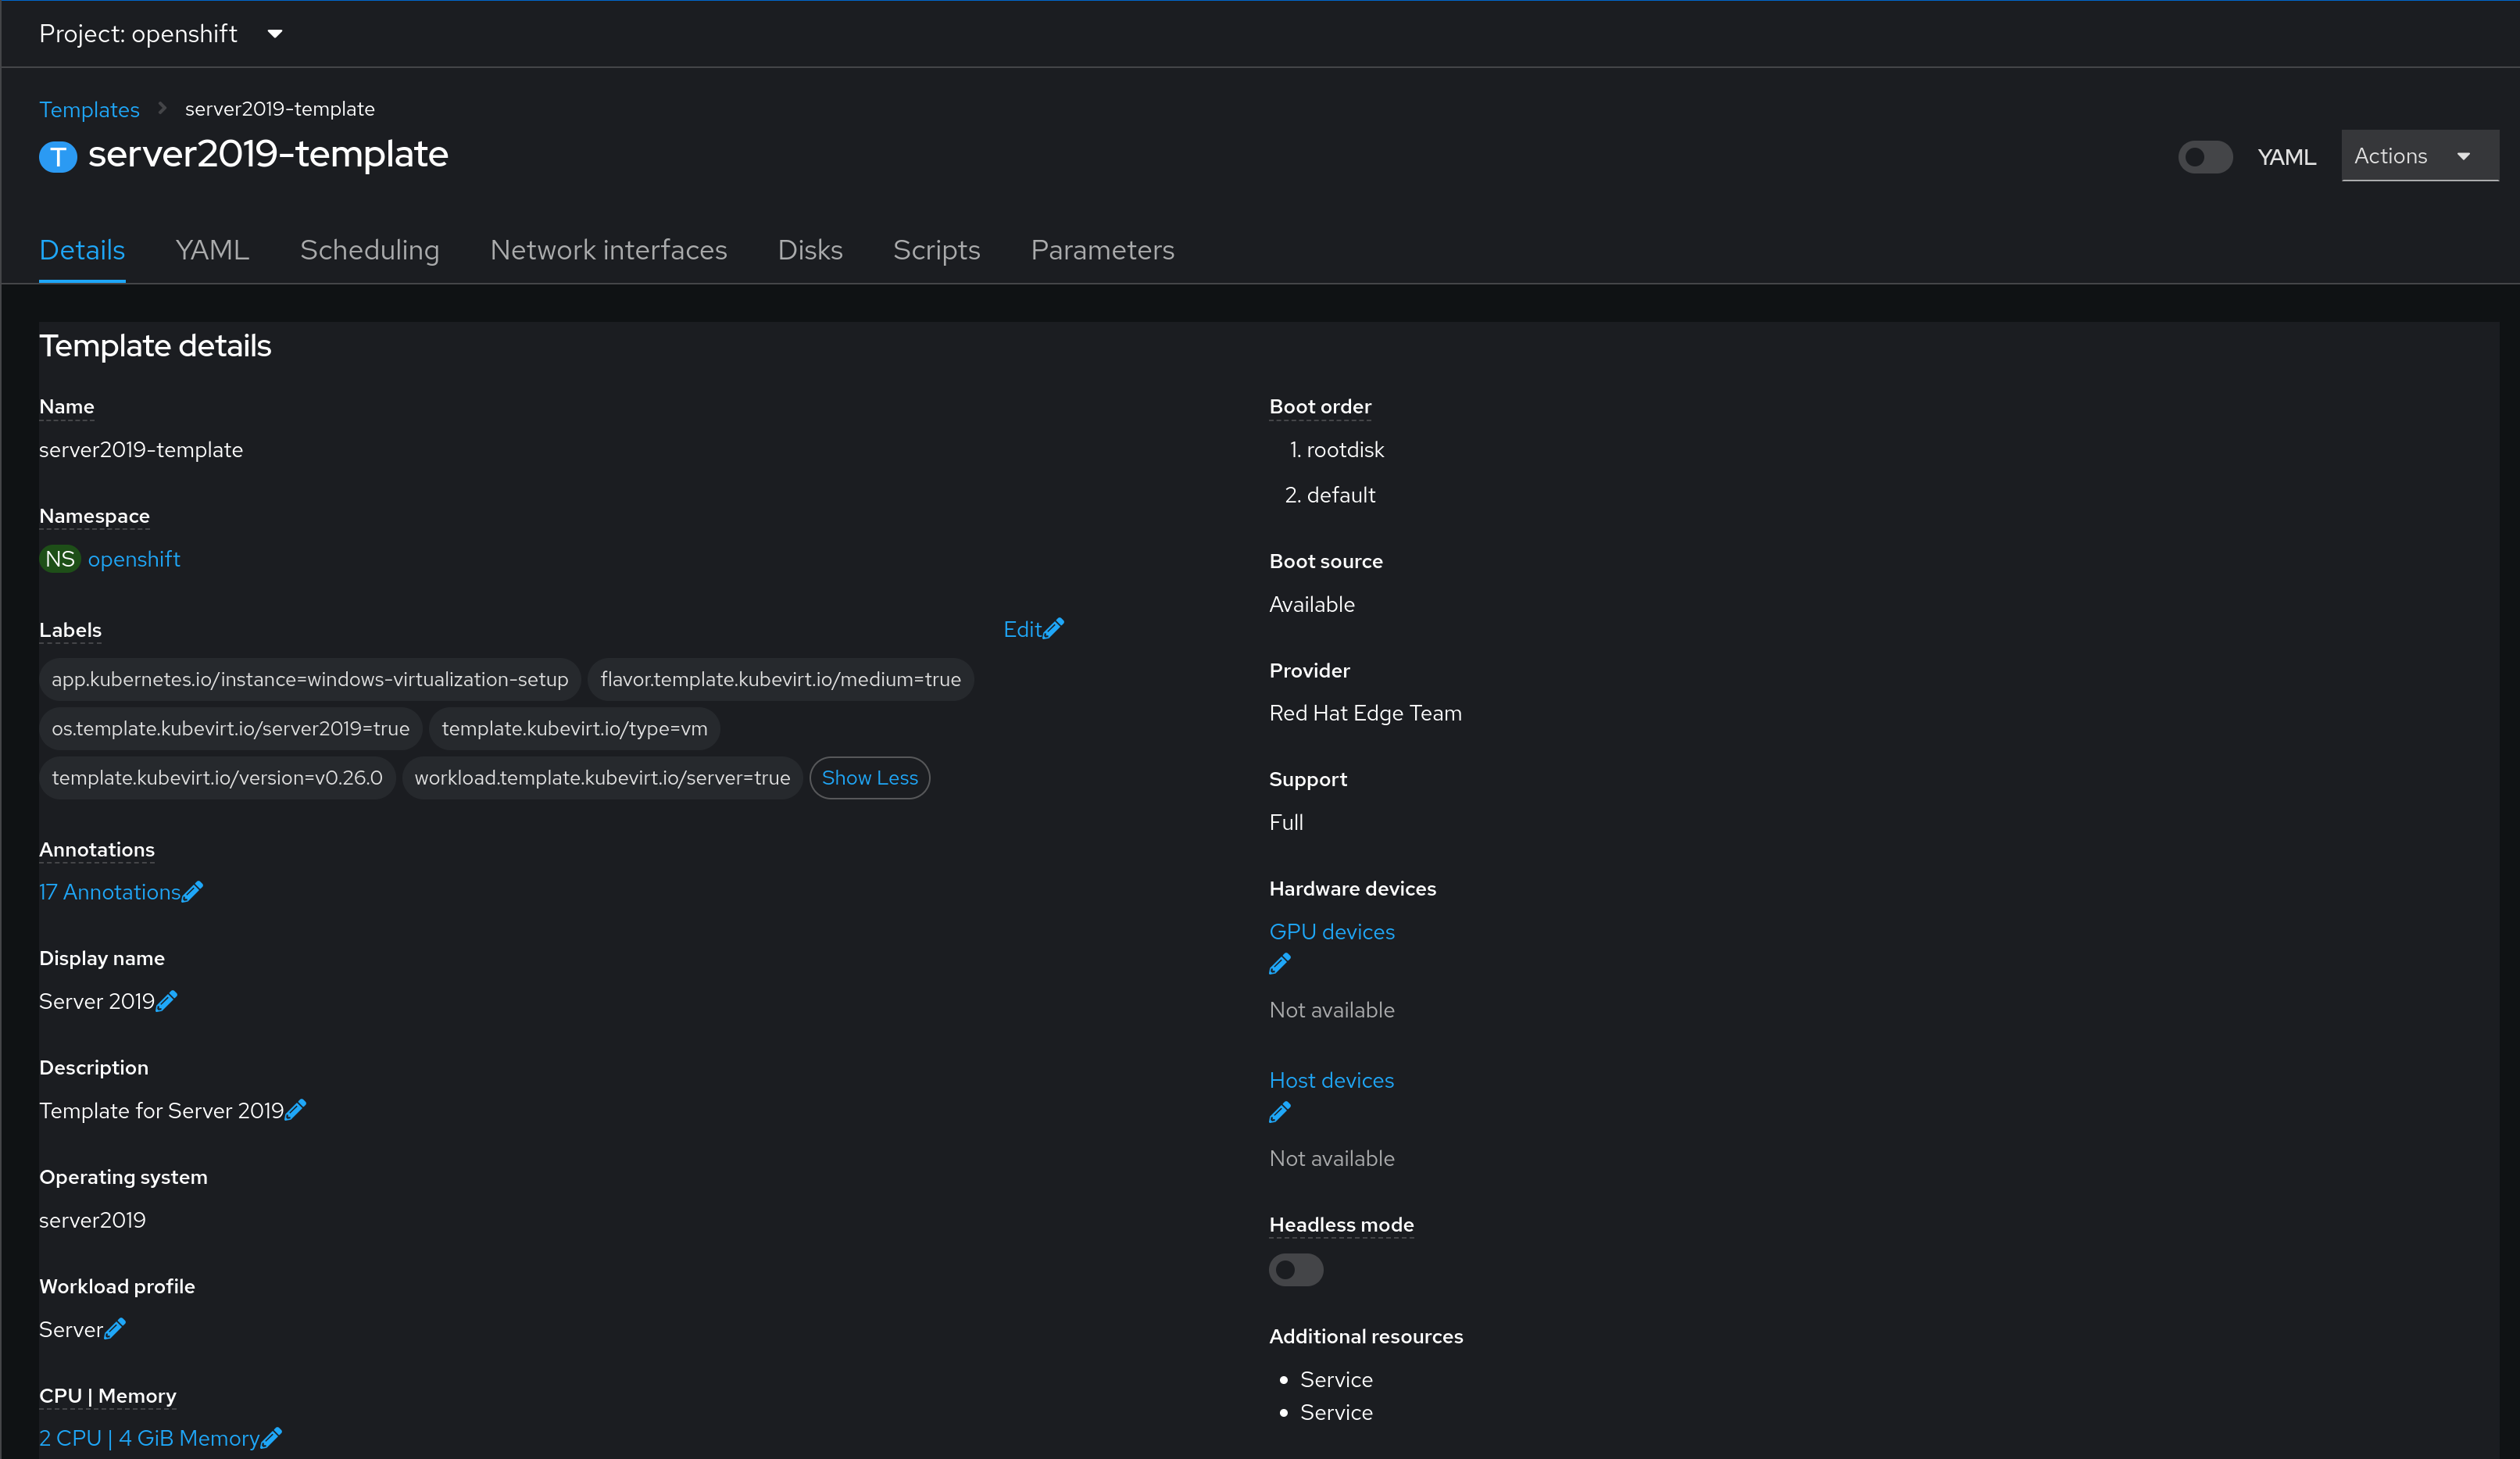 Project: openshift
Templates server2019-template
T server2019-template
YAML Actions
Details YAML Scheduling Network interfaces Disks Scripts Parameters
Template details
Name
server2019-template
Namespace
NS openshift
Labels Edit
app.kubernetes.io/instance=windows-virtualization-setup flavor.template.kubevirt.io/medium=true
os.template.kubevirt.io/server2019=true template.kubevirt.io/type=vm
template.kubevirt.io/version=v0.26.0 workload.template.kubevirt.io/server=true Show Less
Annotations
17 Annotations
Display name
Server 2019
Description
Template for Server 2019
Operating system
server2019
Workload profile
Server
CPU | Memory
2 CPU | 4 GiB Memory
Boot order
1. rootdisk
2. default
Boot source
Available
Provider
Red Hat Edge Team
Support
Full
Hardware devices
GPU devices
Not available
Host devices
Not available
Headless mode
Additional resources
• Service
• Service